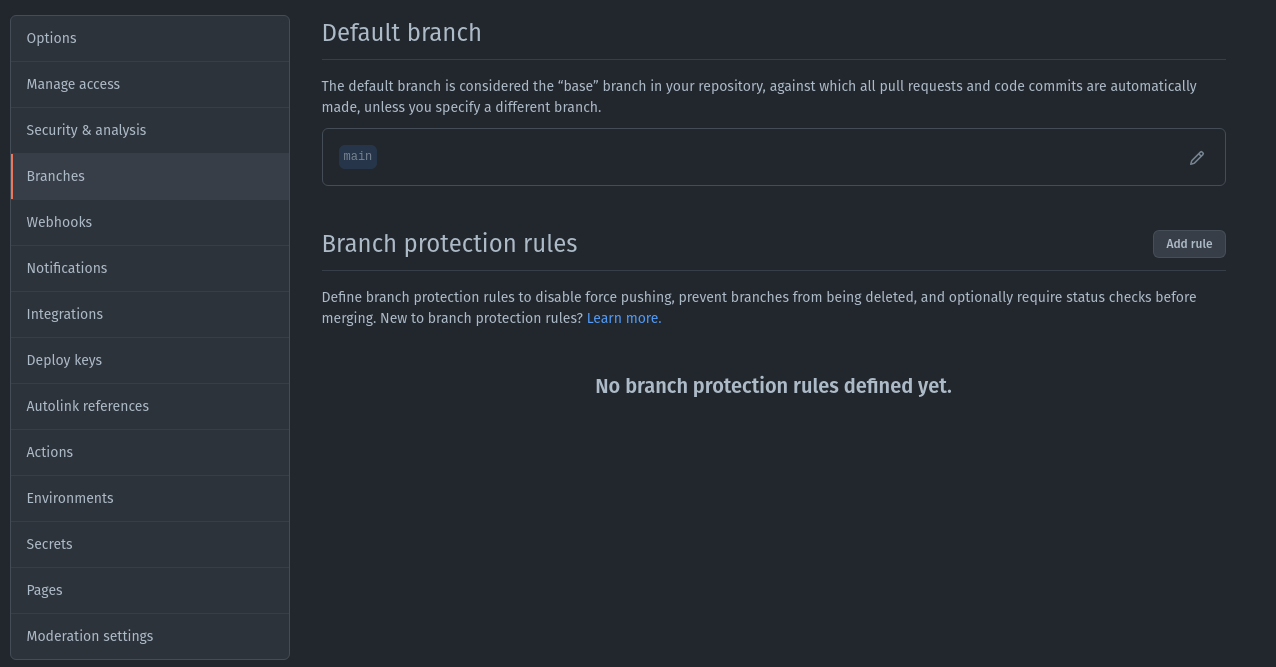 Options
Manage access
Security & analysis
Branches
Webhooks
Notifications
Integrations
Deploy keys
Autolink references
Actions
Environments
Secrets
Pages
Moderation settings
Default branch
The default branch is considered the “base” branch in your repository, against which all pull requests and code commits are automatically
made, unless you specify a different branch.
main
Branch protection rules
Add rule
Define branch protection rules to disable force pushing, prevent branches from being deleted, and optionally require status checks before
merging. New to branch protection rules? Learn more.
No branch protection rules defined yet.